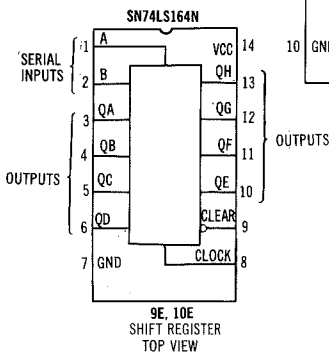 SN74LS164N
A
1
VCC
14
10 GN
SERIAL
INPUTS
2
B
QH
13
3
QA
QG
12
4
QB
QF
11
OUTPUTS
OUTPUTS
5
QC
QE
10
6
QD
CLEAR
9
7
GND
CLOCK
8
9E, 10E
SHIFT REGISTER
TOP VIEW